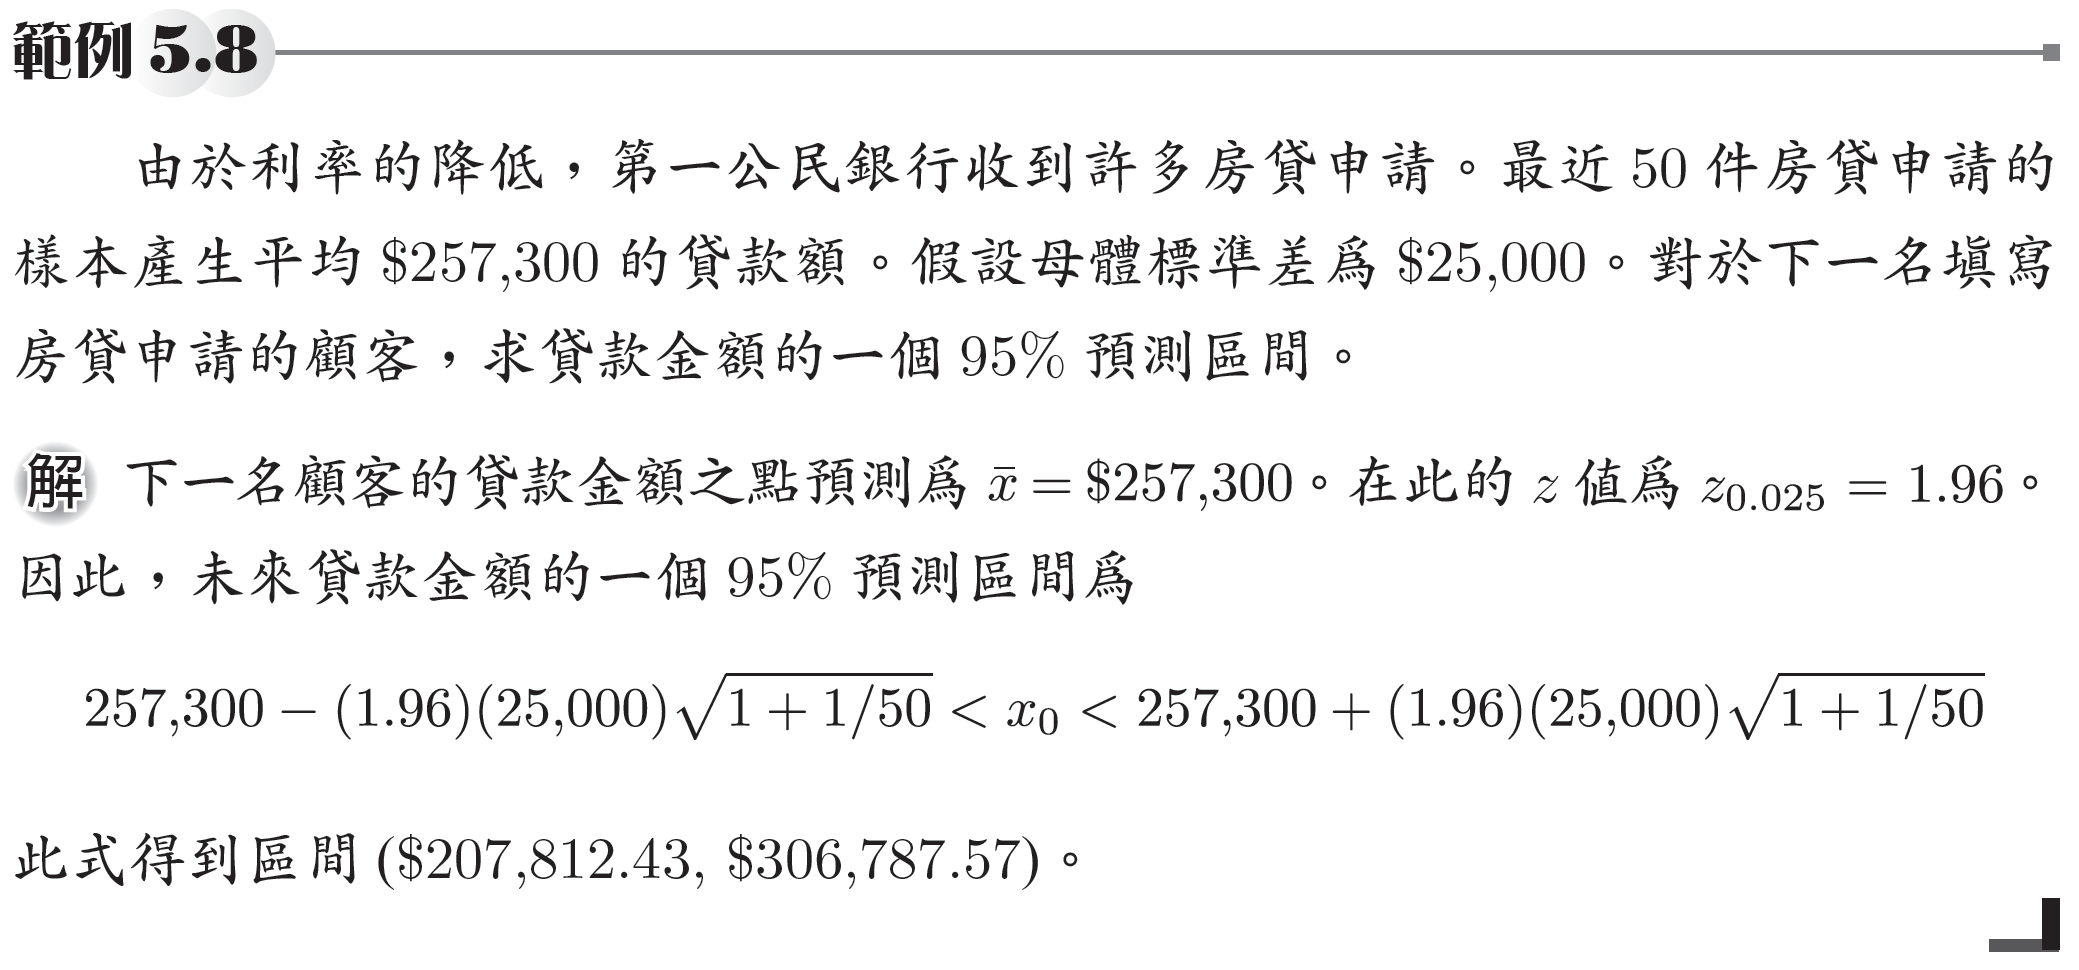 範例 5.8
由於利率的降低，第一公民銀行收到許多房貸申請。最近 50 件房貸申請的
樣本產生平均 $257,300 的貸款額。假設母體標準差爲 $25,000。對於下一名塡寫
房貸申請的顧客，求貸款金額的一個 95% 預測區間。
解 下一名顧客的貸款金額之點預測爲 x̄ = $257,300。在此的 z 值爲 z₀.₀₂₅ = 1.96。
因此，未來貸款金額的一個 95% 預測區間爲
257,300 − (1.96)(25,000)√(1 + 1/50) < x₀ < 257,300 + (1.96)(25,000)√(1 + 1/50)
此式得到區間 ($207,812.43, $306,787.57)。